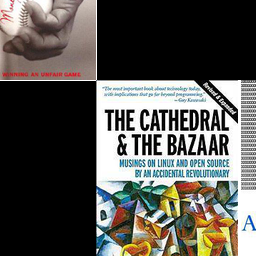 WINNING AN UNFAIR GAME
Revised & Expanded
"The most important book about technology today,
with implications that go far beyond programming."
—Guy Kawasaki
THE CATHEDRAL
& THE BAZAAR
MUSINGS ON LINUX AND OPEN SOURCE
BY AN ACCIDENTAL REVOLUTIONARY
A